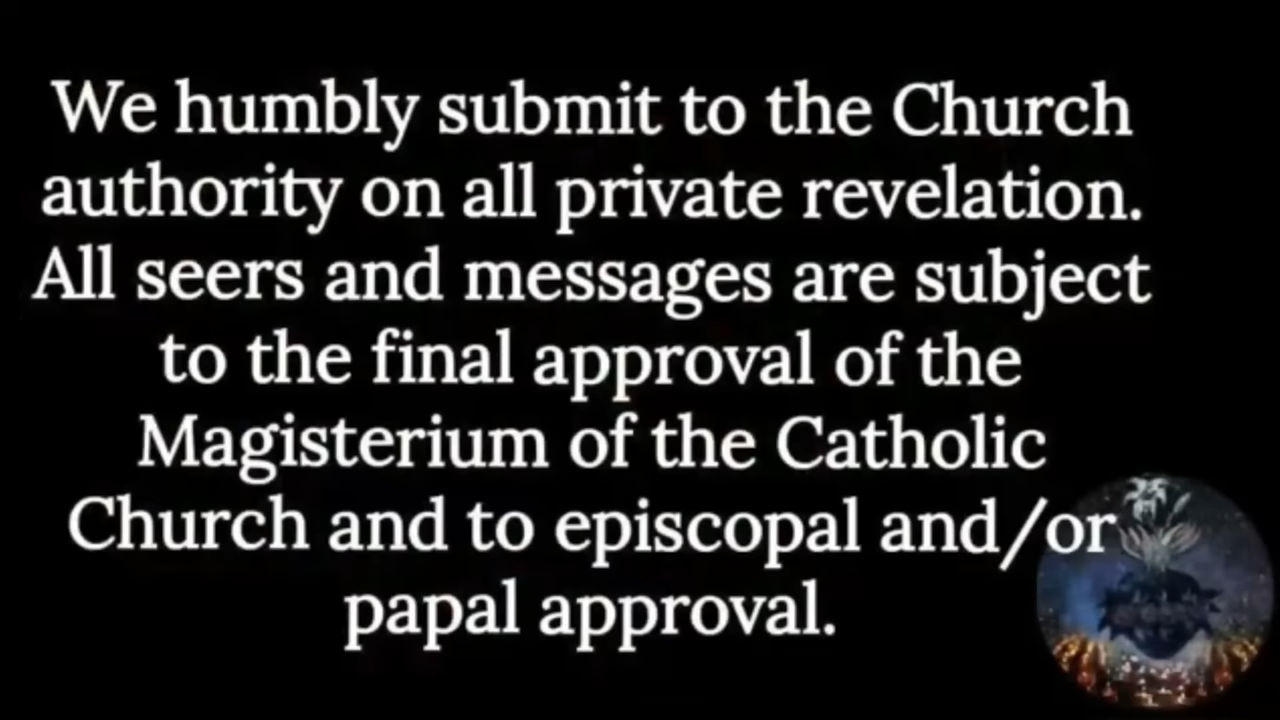 We humbly submit to the Church
authority on all private revelation.
All seers and messages are subject
to the final approval of the
Magisterium of the Catholic
Church and to episcopal and/or
papal approval.